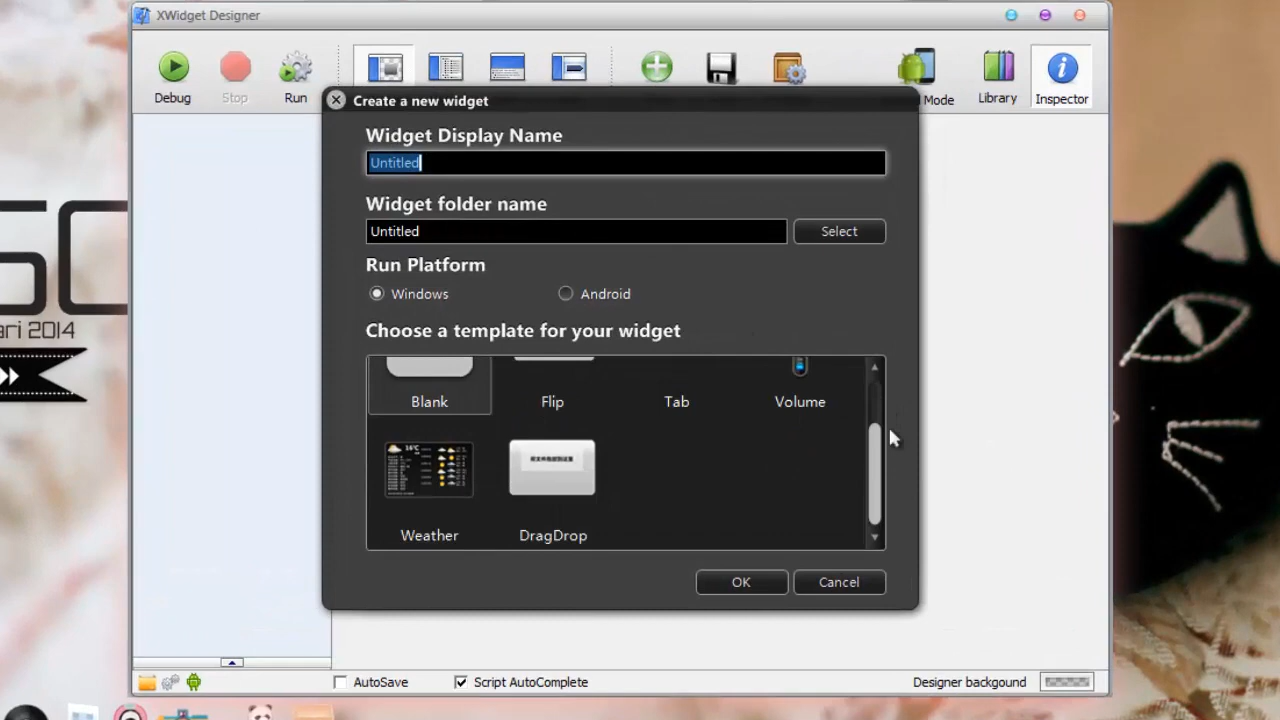 XWidget Designer
Debug
Stop
Run
Mode
Library
Inspector
Create a new widget
Widget Display Name
Untitled
Widget folder name
Untitled
Select
Run Platform
Windows
Android
Choose a template for your widget
Blank
Flip
Tab
Volume
16°C
Weather
DragDrop
OK
Cancel
AutoSave
Script AutoComplete
Designer backgound
ari 2014